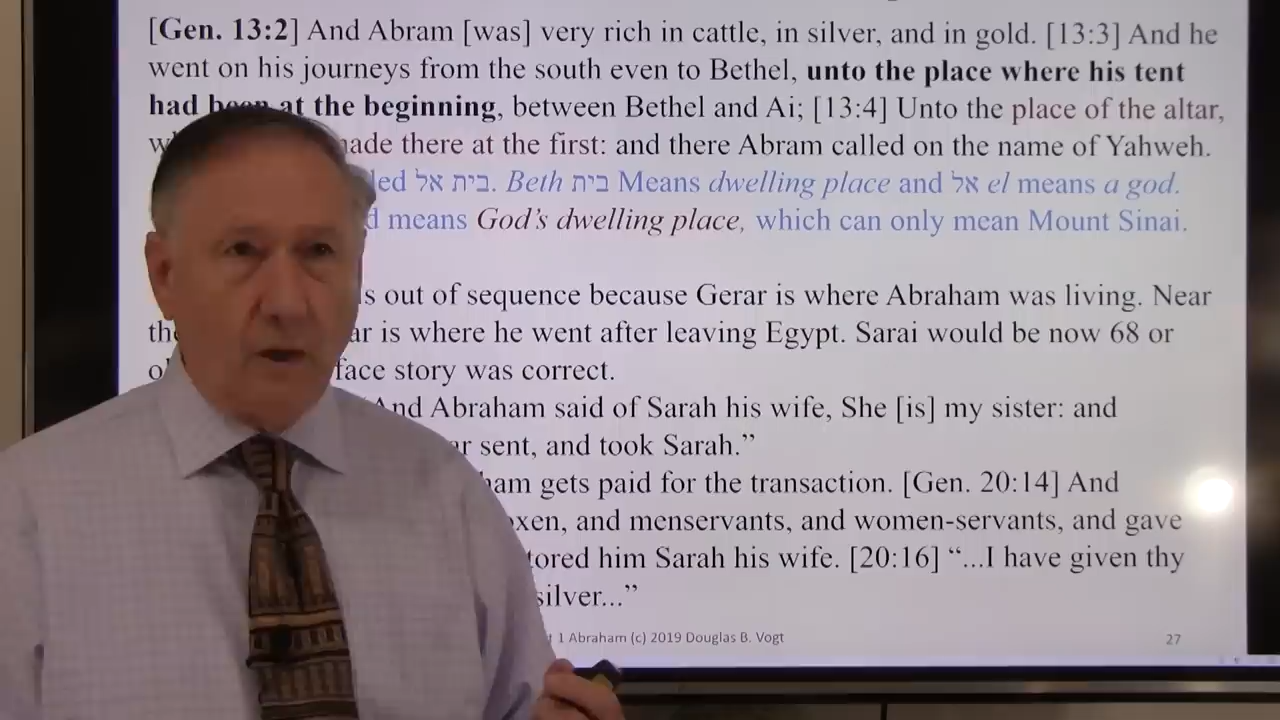 [Gen. 13:2] And Abram [was] very rich in cattle, in silver, and in gold. [13:3] And he
went on his journeys from the south even to Bethel, unto the place where his tent
had been at the beginning, between Bethel and Ai; [13:4] Unto the place of the altar,
there at the first: and there Abram called on the name of Yahweh.
בית אל. Beth בית Means dwelling place and אל el means a god.
means God's dwelling place, which can only mean Mount Sinai.
out of sequence because Gerar is where Abraham was living. Near
is where he went after leaving Egypt. Sarai would be now 68 or
face story was correct.
And Abraham said of Sarah his wife, She [is] my sister: and
sent, and took Sarah.”
gets paid for the transaction. [Gen. 20:14] And
and menservants, and women-servants, and gave
him Sarah his wife. [20:16] “...I have given thy
silver...”
1 Abraham (c) 2019 Douglas B. Vogt
27